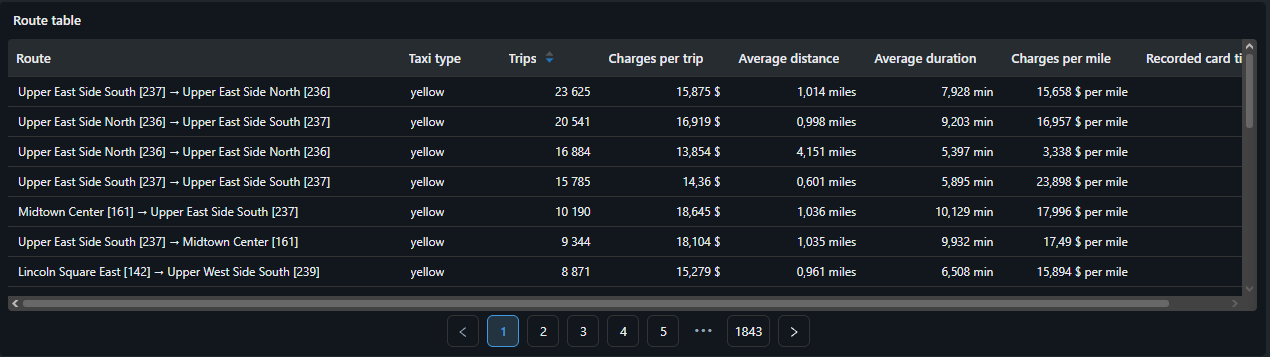 Route table
Route Taxi type Trips Charges per trip Average distance Average duration Charges per mile Recorded card ti
Upper East Side South [237] → Upper East Side North [236] yellow 23 625 15,875 $ 1,014 miles 7,928 min 15,658 $ per mile
Upper East Side North [236] → Upper East Side South [237] yellow 20 541 16,919 $ 0,998 miles 9,203 min 16,957 $ per mile
Upper East Side North [236] → Upper East Side North [236] yellow 16 884 13,854 $ 4,151 miles 5,397 min 3,338 $ per mile
Upper East Side South [237] → Upper East Side South [237] yellow 15 785 14,36 $ 0,601 miles 5,895 min 23,898 $ per mile
Midtown Center [161] → Upper East Side South [237] yellow 10 190 18,645 $ 1,036 miles 10,129 min 17,996 $ per mile
Upper East Side South [237] → Midtown Center [161] yellow 9 344 18,104 $ 1,035 miles 9,932 min 17,49 $ per mile
Lincoln Square East [142] → Upper West Side South [239] yellow 8 871 15,279 $ 0,961 miles 6,508 min 15,894 $ per mile
< 1 2 3 4 5 ••• 1843 >